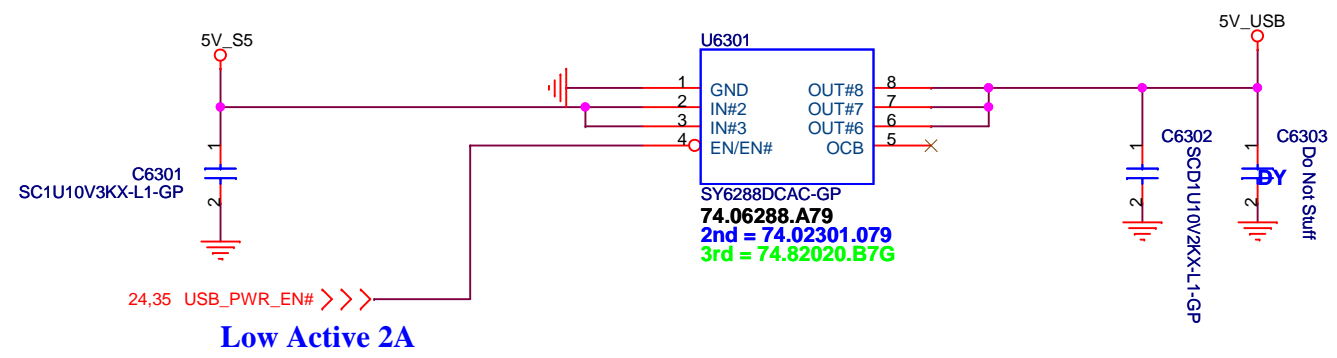 5V_S5
U6301
5V_USB
1 GND OUT#8 8
2 IN#2 OUT#7 7
3 IN#3 OUT#6 6
4 EN/EN# OCB 5
1
C6301
SC1U10V3KX-L1-GP
2
SY6288DCAC-GP
74.06288.A79
2nd = 74.02301.079
3rd = 74.82020.B7G
1
C6302
SCD1U10V2KX-L1-GP
2
1
C6303
DY
Do Not Stuff
2
24,35 USB_PWR_EN#
Low Active 2A